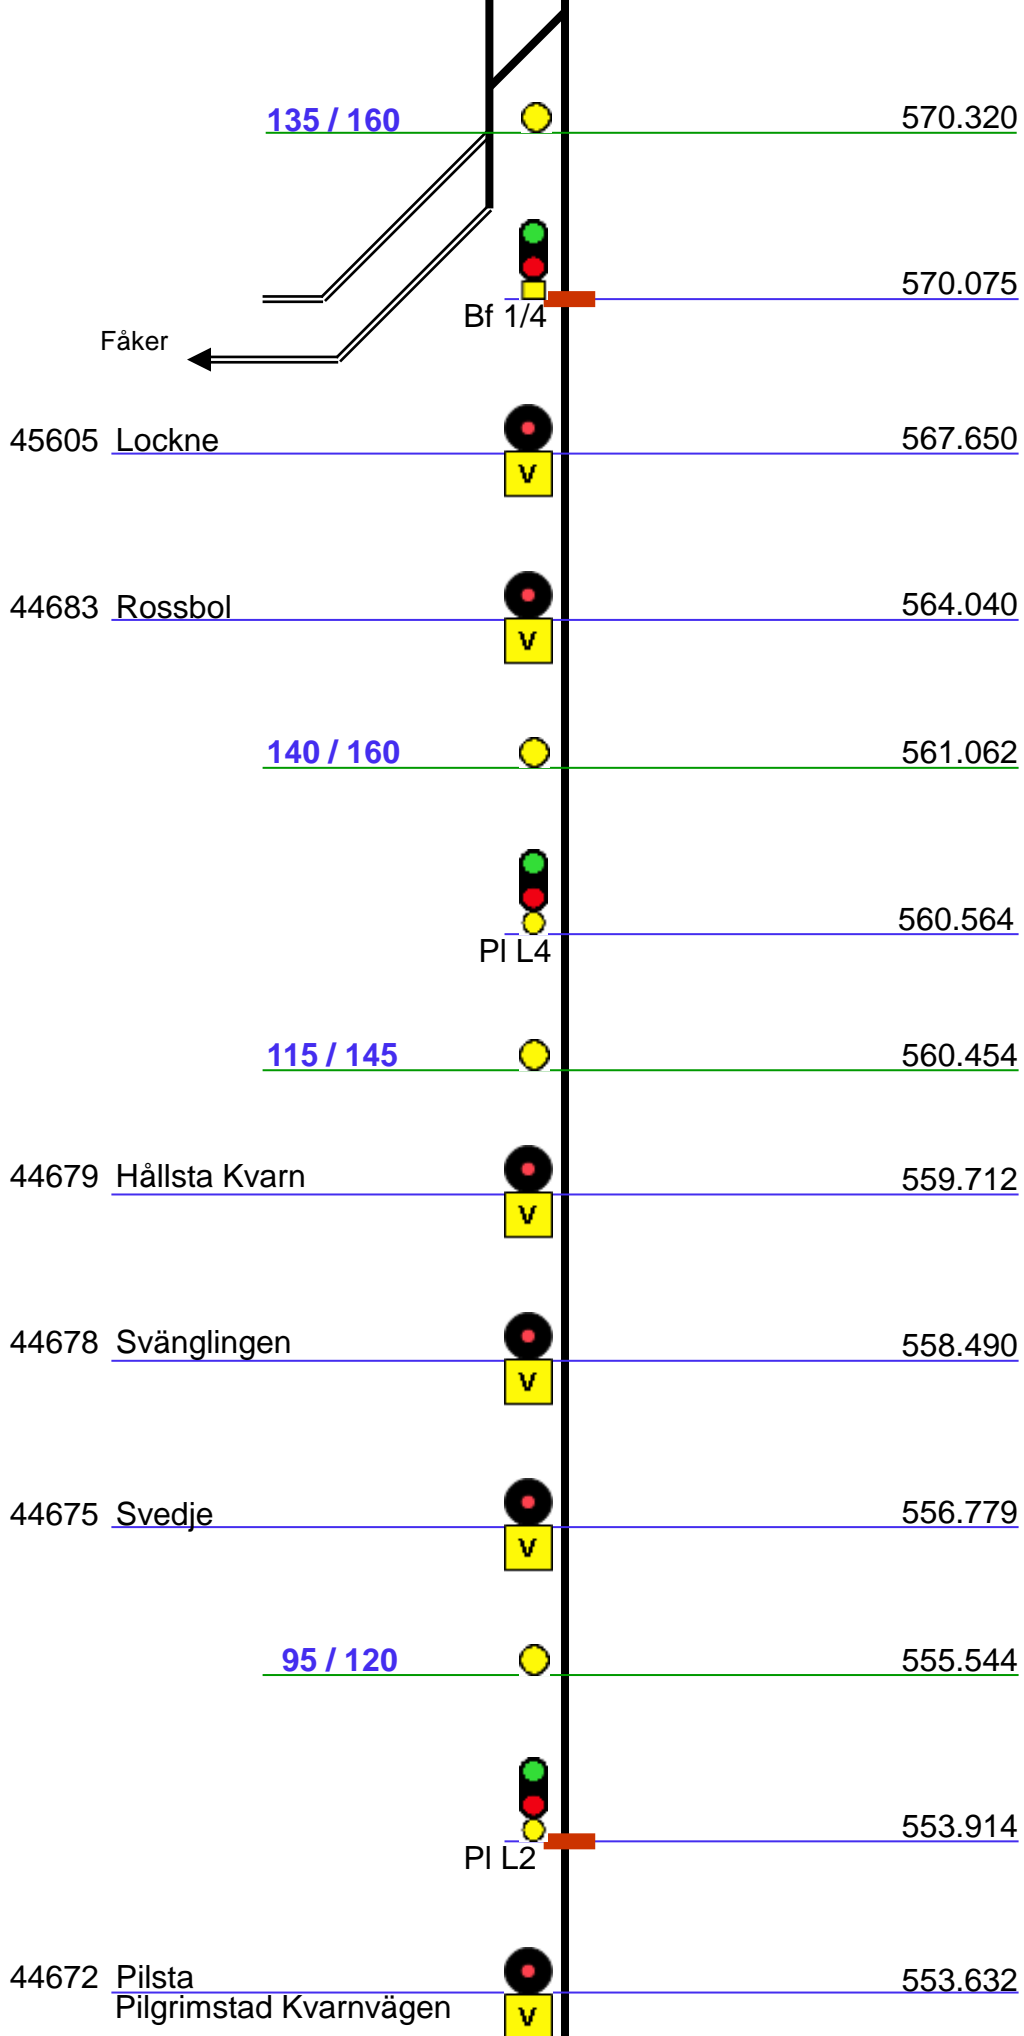 135 / 160 570.320
570.075
Bf 1/4
Fåker
45605 Lockne 567.650
V
44683 Rossbol 564.040
V
140 / 160 561.062
560.564
Pl L4
115 / 145 560.454
44679 Hållsta Kvarn 559.712
V
44678 Svänglingen 558.490
V
44675 Svedje 556.779
V
95 / 120 555.544
553.914
Pl L2
44672 Pilsta 553.632
Pilgrimstad Kvarnvägen V